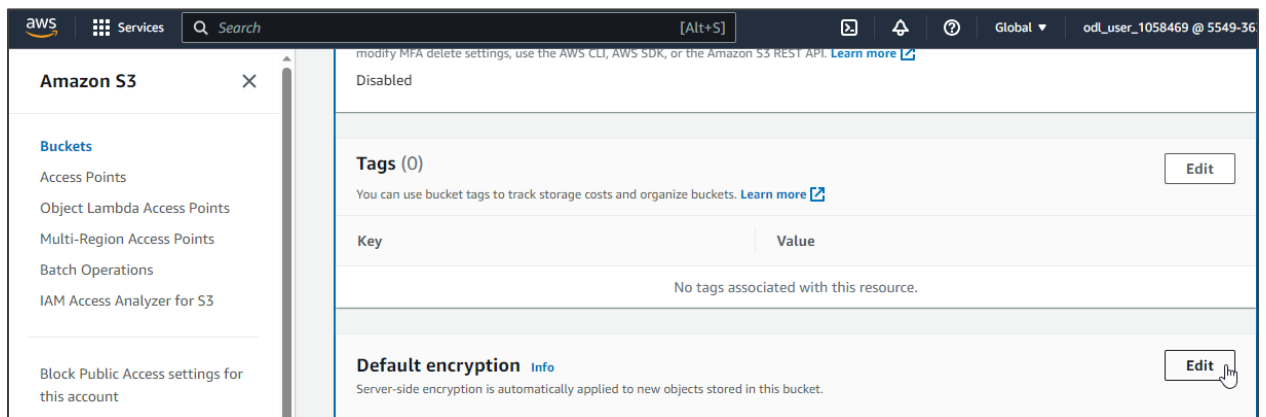 aws
Services
Search
[Alt+S]
Global
odl_user_1058469 @ 5549-36
Amazon S3
Buckets
Access Points
Object Lambda Access Points
Multi-Region Access Points
Batch Operations
IAM Access Analyzer for S3
Block Public Access settings for
this account
modify MFA delete settings, use the AWS CLI, AWS SDK, or the Amazon S3 REST API. Learn more
Disabled
Tags (0)
Edit
You can use bucket tags to track storage costs and organize buckets. Learn more
Key
Value
No tags associated with this resource.
Default encryption Info
Edit
Server-side encryption is automatically applied to new objects stored in this bucket.